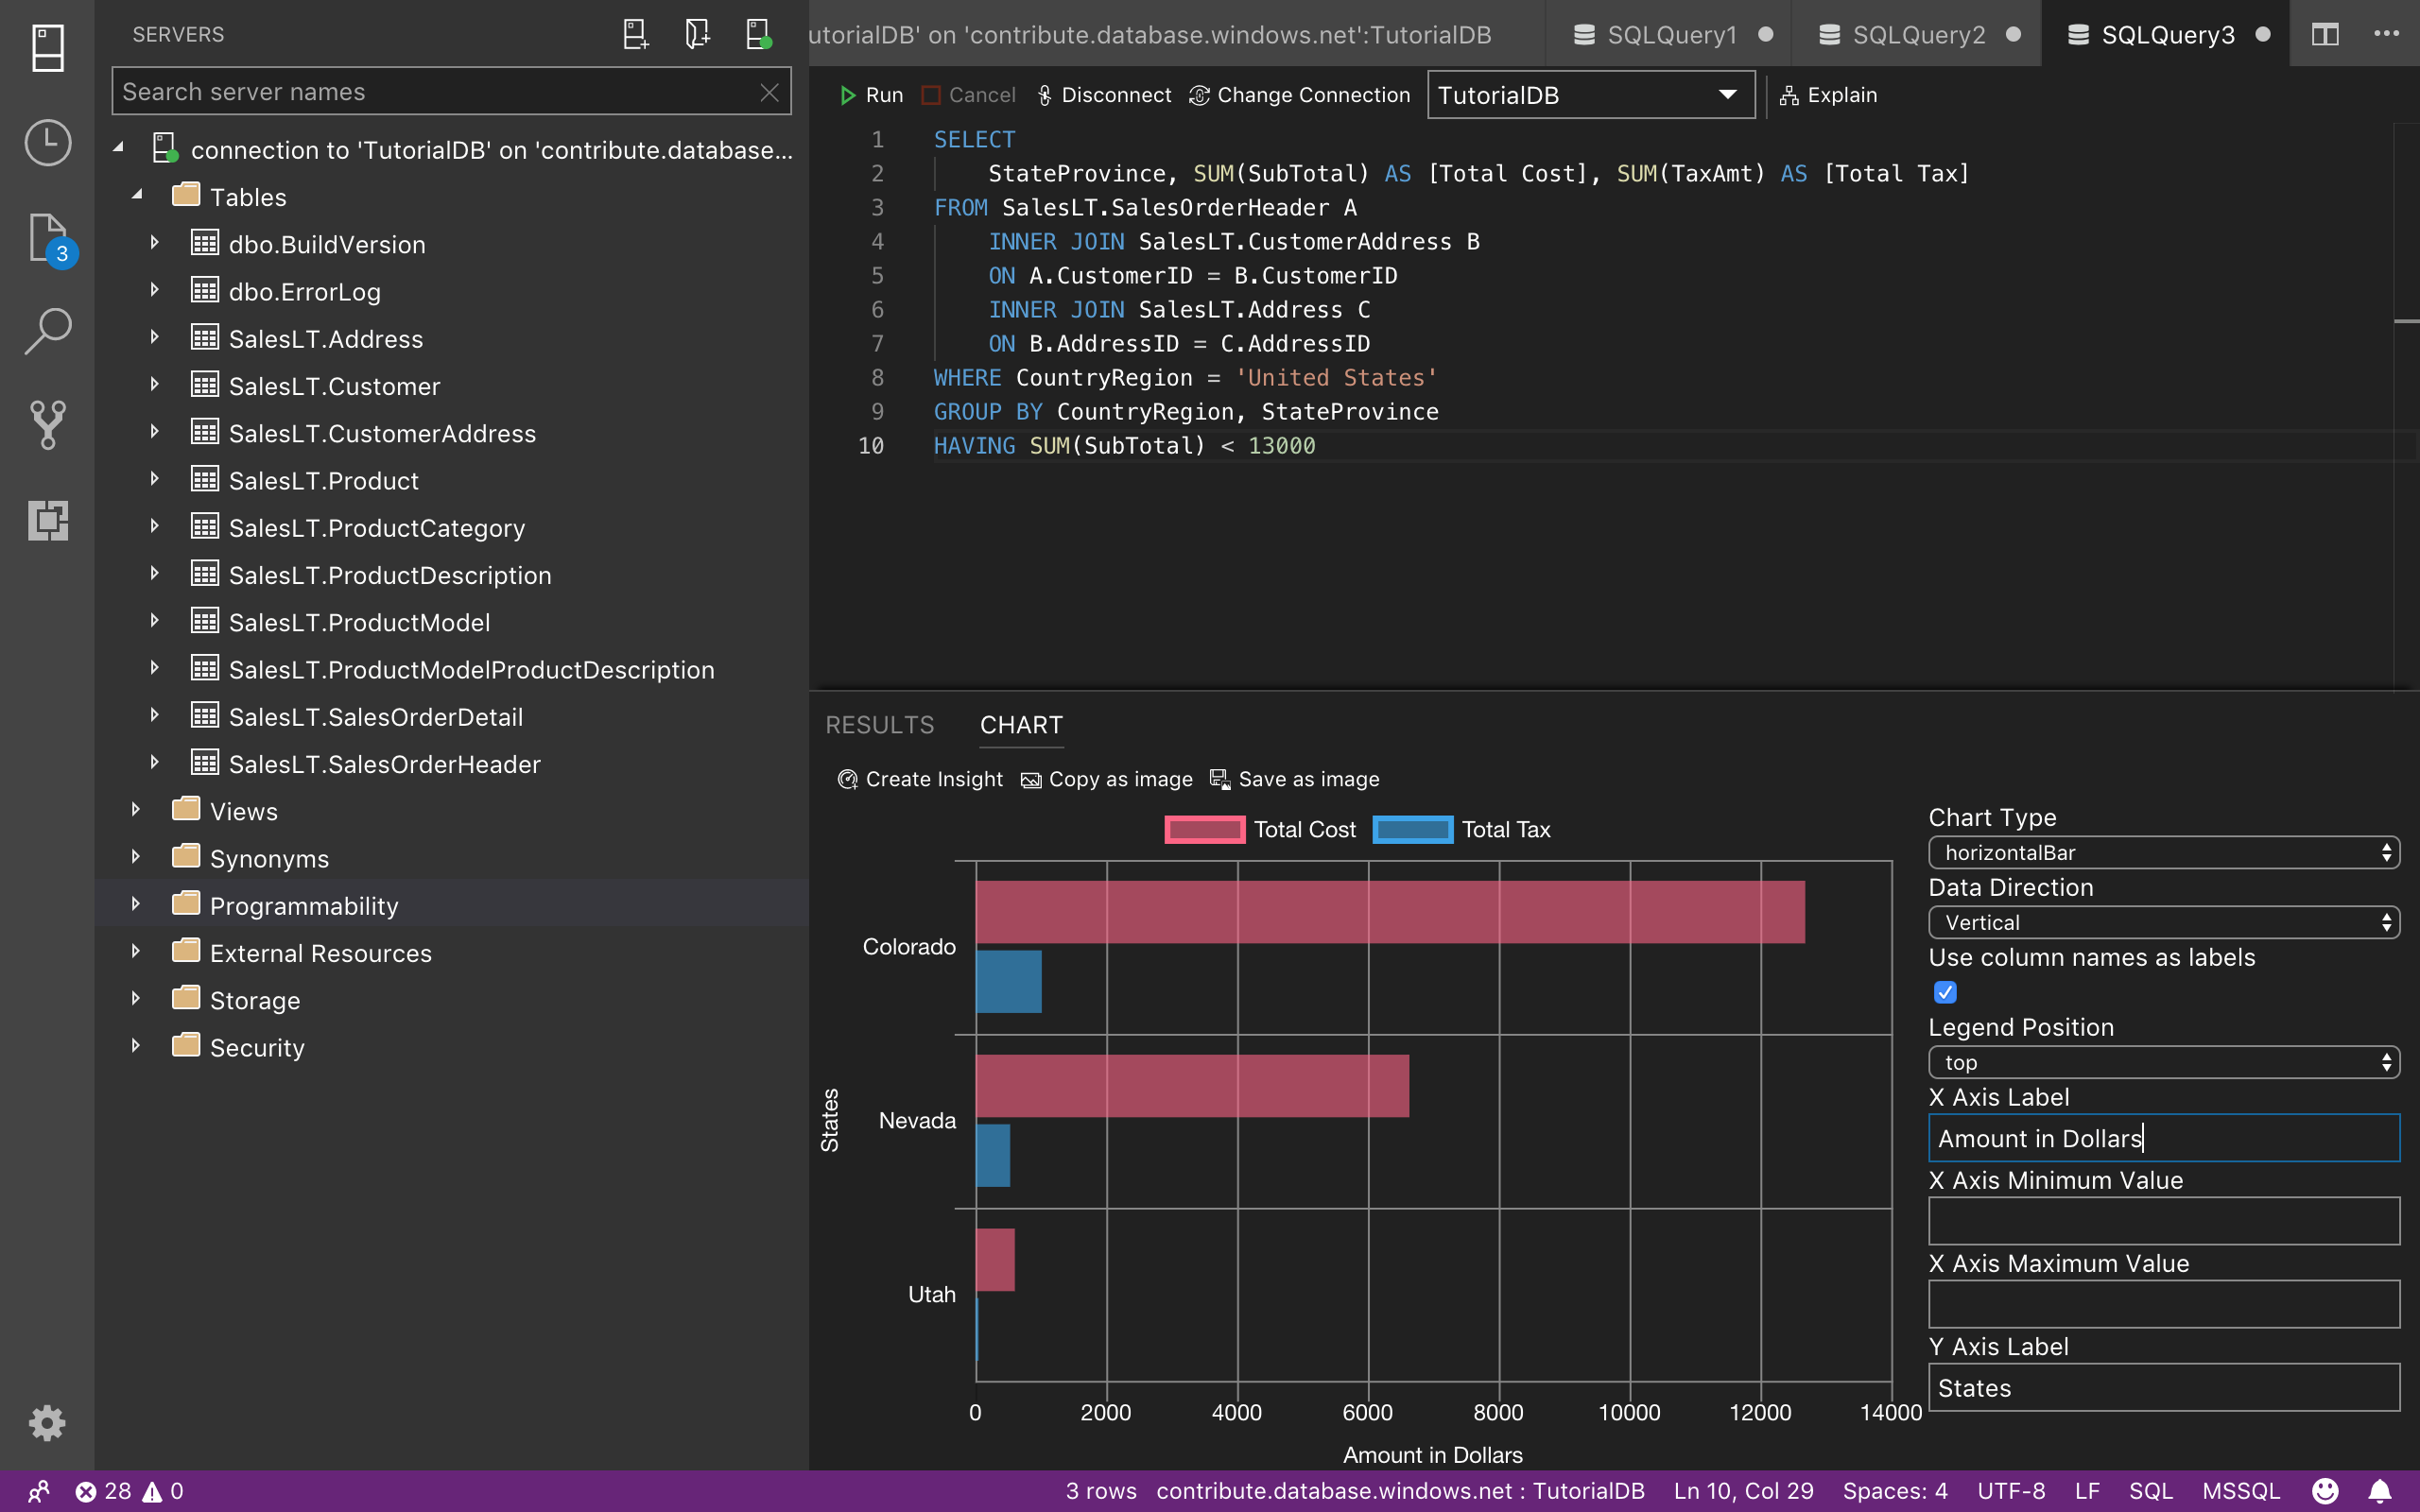 SERVERS
Search server names
connection to 'TutorialDB' on 'contribute.database...
Tables
dbo.BuildVersion
dbo.ErrorLog
SalesLT.Address
SalesLT.Customer
SalesLT.CustomerAddress
SalesLT.Product
SalesLT.ProductCategory
SalesLT.ProductDescription
SalesLT.ProductModel
SalesLT.ProductModelProductDescription
SalesLT.SalesOrderDetail
SalesLT.SalesOrderHeader
Views
Synonyms
Programmability
External Resources
Storage
Security
3
utorialDB' on 'contribute.database.windows.net':TutorialDB
SQLQuery1
SQLQuery2
SQLQuery3
Run Cancel Disconnect Change Connection TutorialDB Explain
1 SELECT
2 StateProvince, SUM(SubTotal) AS [Total Cost], SUM(TaxAmt) AS [Total Tax]
3 FROM SalesLT.SalesOrderHeader A
4 INNER JOIN SalesLT.CustomerAddress B
5 ON A.CustomerID = B.CustomerID
6 INNER JOIN SalesLT.Address C
7 ON B.AddressID = C.AddressID
8 WHERE CountryRegion = 'United States'
9 GROUP BY CountryRegion, StateProvince
10 HAVING SUM(SubTotal) < 13000
RESULTS CHART
Create Insight Copy as image Save as image
Total Cost Total Tax
Colorado
Nevada
Utah
States
0 2000 4000 6000 8000 10000 12000 14000
Amount in Dollars
Chart Type
horizontalBar
Data Direction
Vertical
Use column names as labels
Legend Position
top
X Axis Label
Amount in Dollars
X Axis Minimum Value
X Axis Maximum Value
Y Axis Label
States
28 0
3 rows contribute.database.windows.net : TutorialDB Ln 10, Col 29 Spaces: 4 UTF-8 LF SQL MSSQL